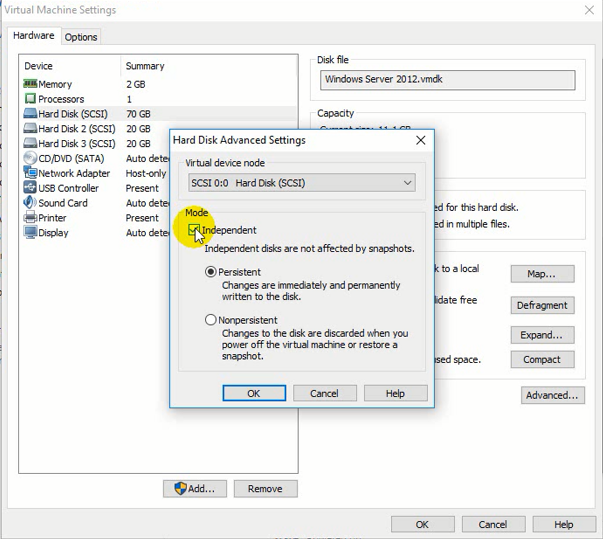 Virtual Machine Settings
Hardware
Options
Device
Summary
Memory
2 GB
Processors
1
Hard Disk (SCSI)
70 GB
Hard Disk 2 (SCSI)
20 GB
Hard Disk 3 (SCSI)
20 GB
CD/DVD (SATA)
Auto dete
Network Adapter
Host-only
USB Controller
Present
Sound Card
Auto dete
Printer
Present
Display
Auto dete
Add...
Remove
Disk file
Windows Server 2012.vmdk
Capacity
Current size: 11.1 GB
ed for this hard disk.
ed in multiple files.
k to a local
Map...
lidate free
Defragment
Expand...
used space.
Compact
Advanced...
Hard Disk Advanced Settings
Virtual device node
SCSI 0:0 Hard Disk (SCSI)
Mode
Independent
Independent disks are not affected by snapshots.
Persistent
Changes are immediately and permanently
written to the disk.
Nonpersistent
Changes to the disk are discarded when you
power off the virtual machine or restore a
snapshot.
OK
Cancel
Help
OK
Cancel
Help